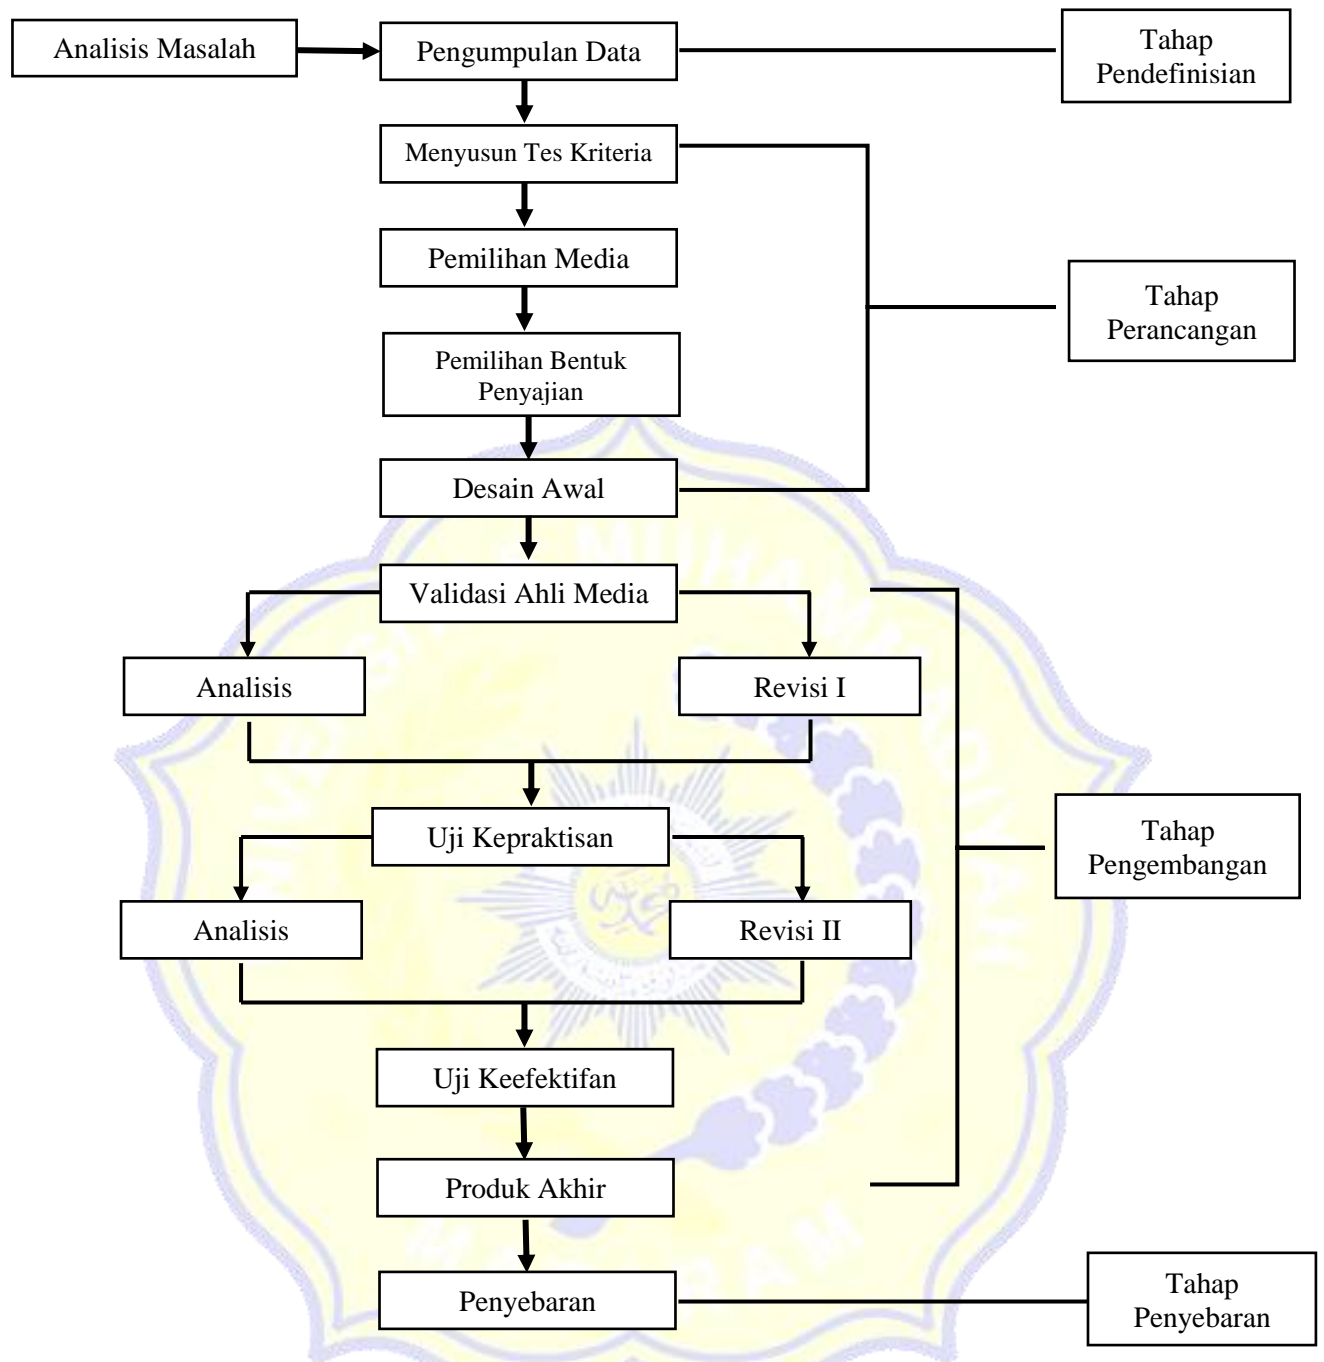 Analisis Masalah
Pengumpulan Data
Tahap
Pendefinisian
Menyusun Tes Kriteria
Pemilihan Media
Tahap
Perancangan
Pemilihan Bentuk
Penyajian
Desain Awal
Validasi Ahli Media
Analisis
Revisi I
Uji Kepraktisan
Tahap
Pengembangan
Analisis
Revisi II
Uji Keefektifan
Produk Akhir
Penyebaran
Tahap
Penyebaran